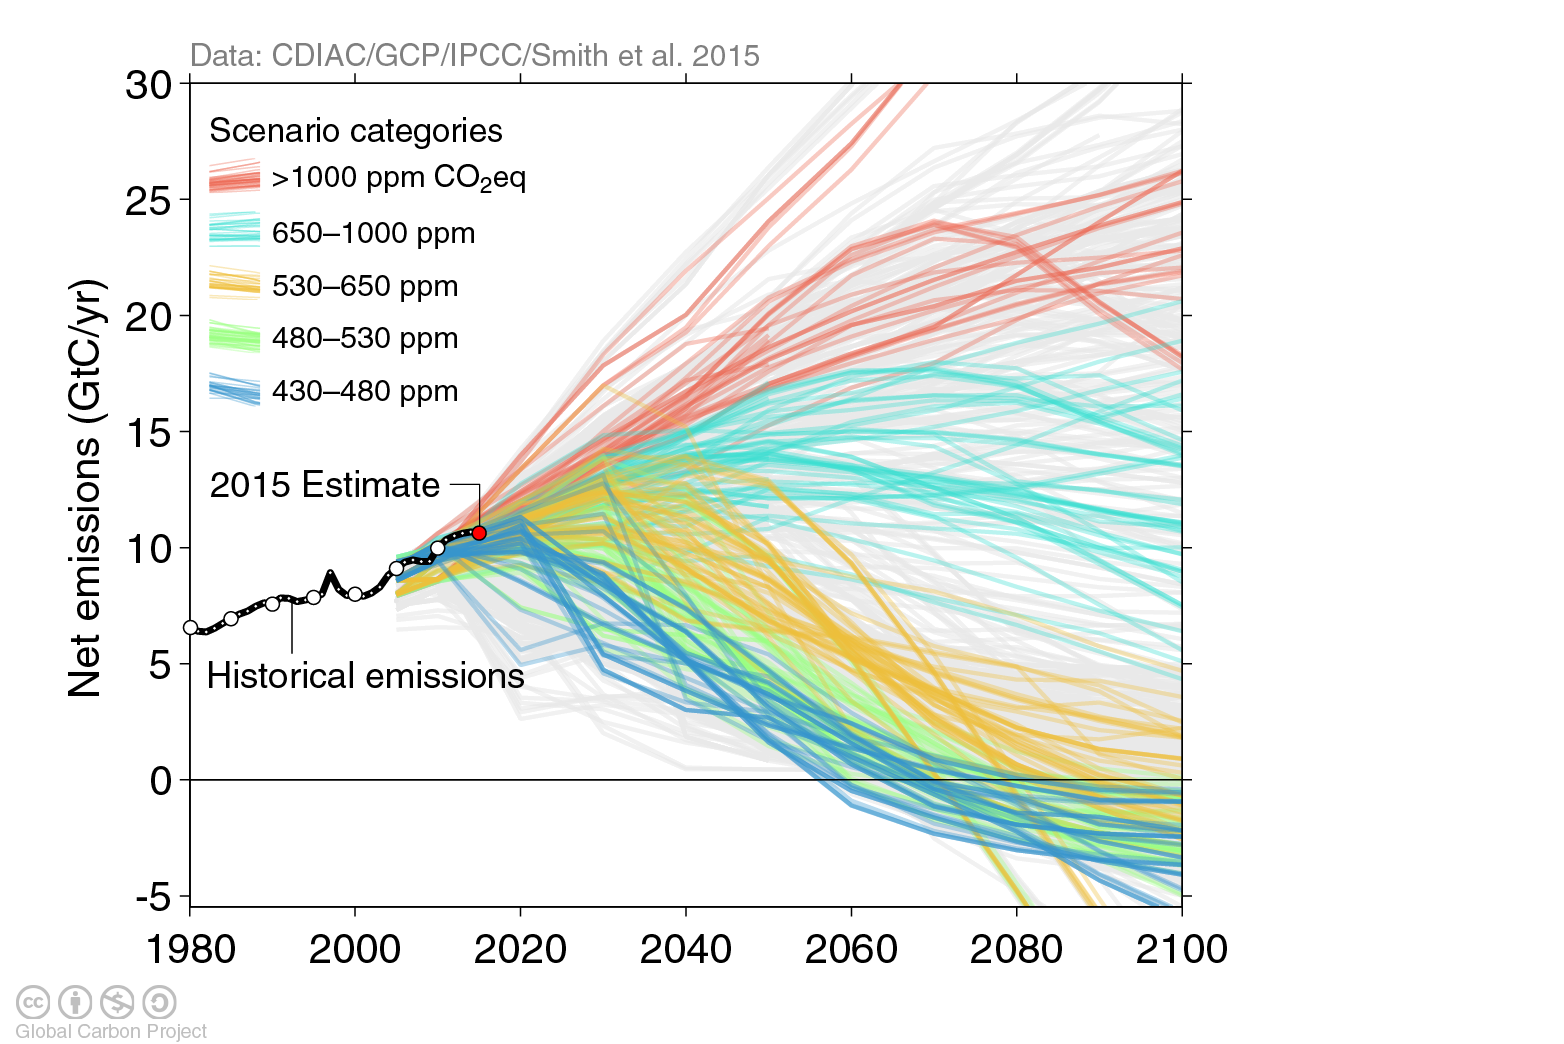 Data: CDIAC/GCP/IPCC/Smith et al. 2015
30
25
20
15
10
5
0
-5
Net emissions (GtC/yr)
Scenario categories
>1000 ppm CO₂eq
650–1000 ppm
530–650 ppm
480–530 ppm
430–480 ppm
2015 Estimate
Historical emissions
1980 2000 2020 2040 2060 2080 2100
cc
Global Carbon Project